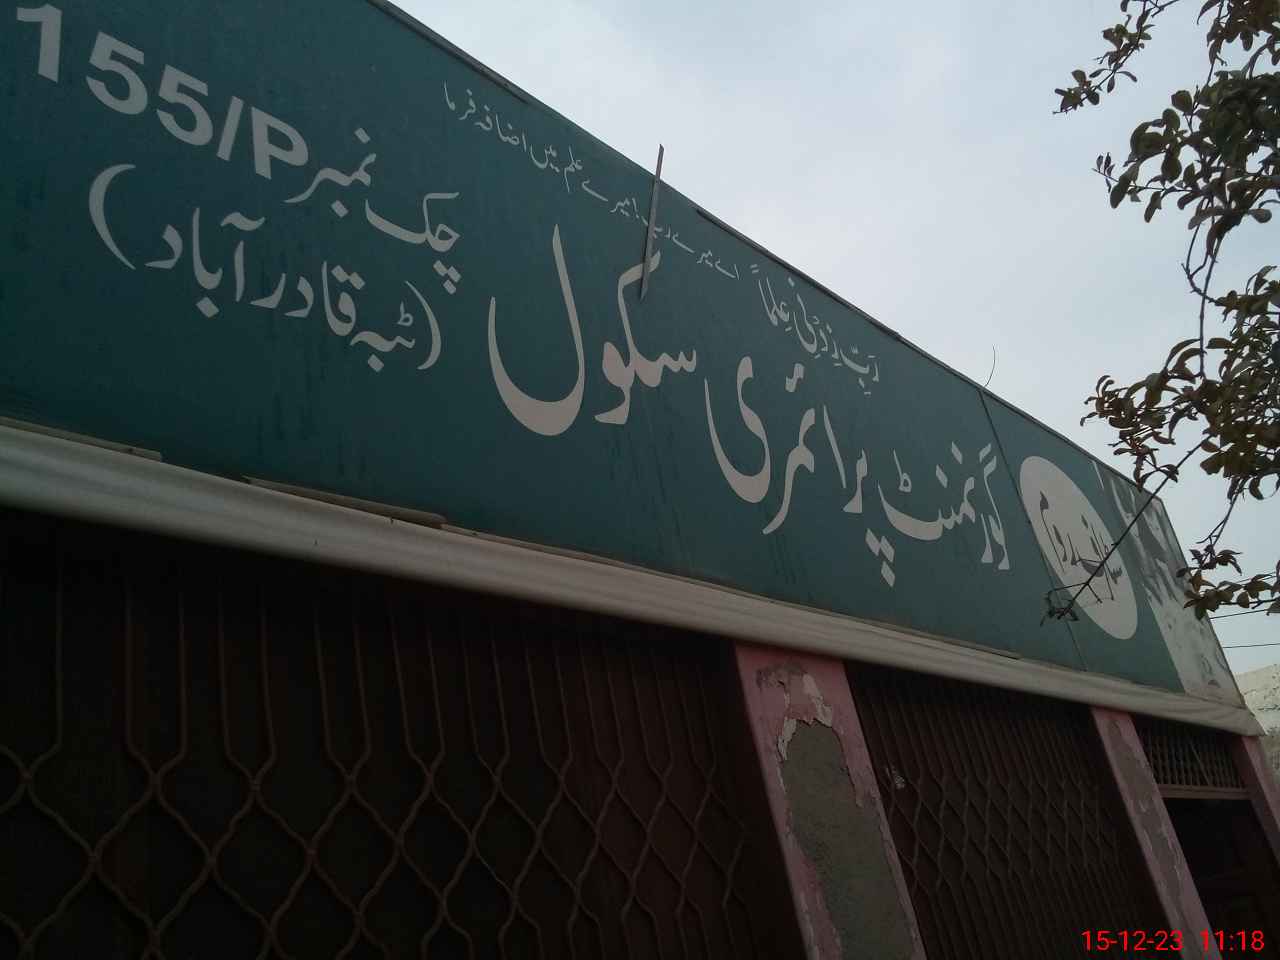 رَبِّ زِدْنِي عِلْمًا اے میرے رب! میرے علم میں اضافہ فرما
گورنمنٹ پرائمری سکول
چک نمبر 155/P
(ٹبہ قادر آباد)
15-12-23 11:18